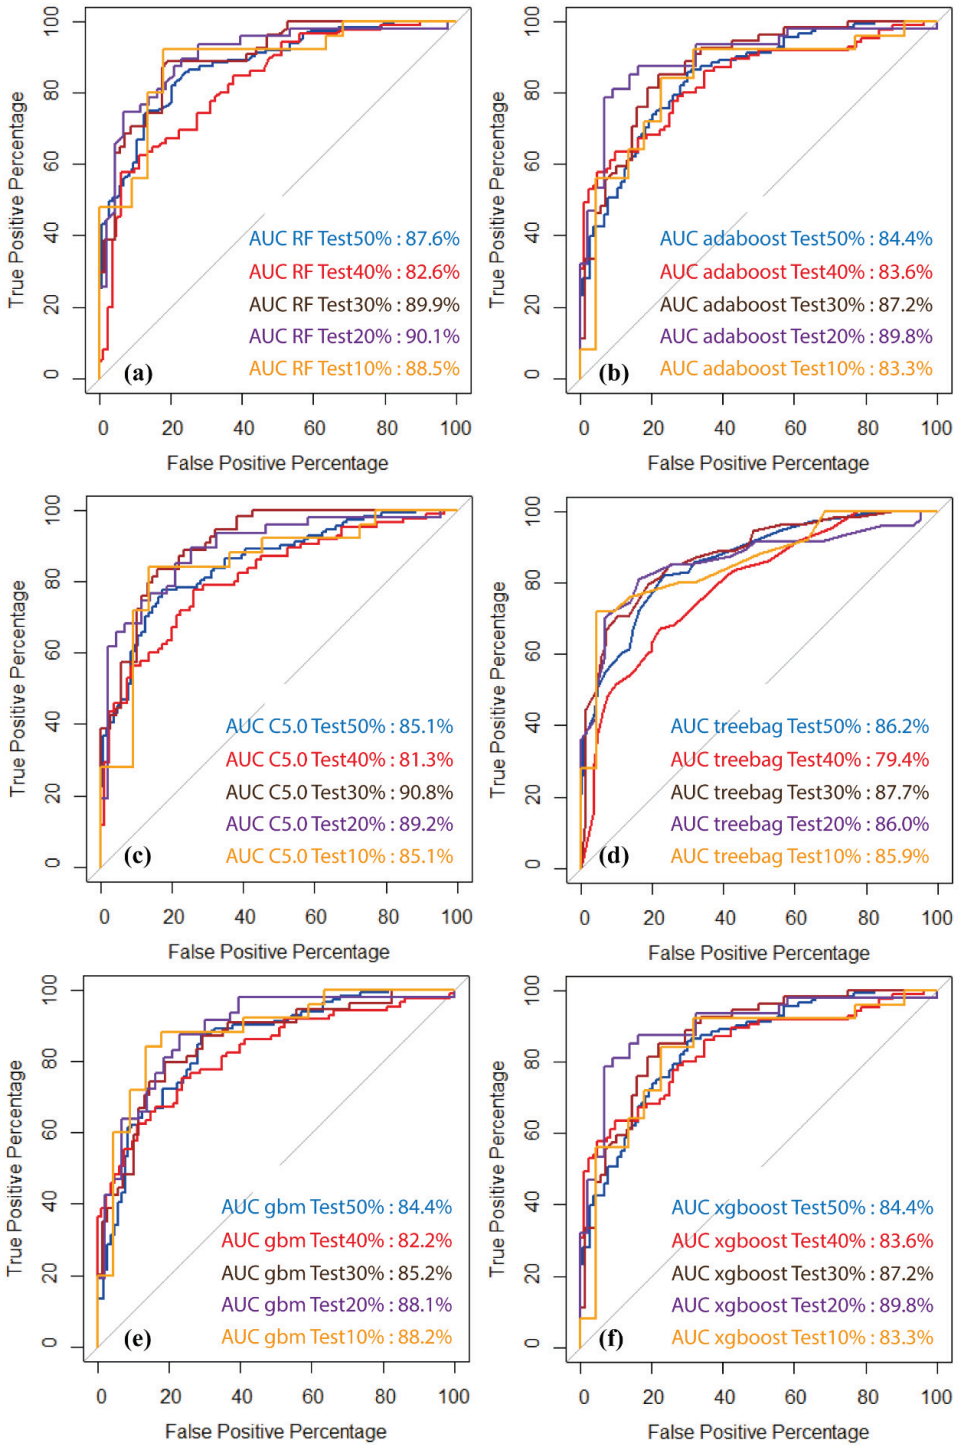 True Positive Percentage
0 20 40 60 80 100
AUC RF Test50% : 87.6%
AUC RF Test40% : 82.6%
AUC RF Test30% : 89.9%
AUC RF Test20% : 90.1%
AUC RF Test10% : 88.5%
(a)
0 20 40 60 80 100
False Positive Percentage
True Positive Percentage
0 20 40 60 80 100
AUC adaboost Test50% : 84.4%
AUC adaboost Test40% : 83.6%
AUC adaboost Test30% : 87.2%
AUC adaboost Test20% : 89.8%
AUC adaboost Test10% : 83.3%
(b)
0 20 40 60 80 100
False Positive Percentage
True Positive Percentage
0 20 40 60 80 100
AUC C5.0 Test50% : 85.1%
AUC C5.0 Test40% : 81.3%
AUC C5.0 Test30% : 90.8%
AUC C5.0 Test20% : 89.2%
AUC C5.0 Test10% : 85.1%
(c)
0 20 40 60 80 100
False Positive Percentage
True Positive Percentage
0 20 40 60 80 100
AUC treebag Test50% : 86.2%
AUC treebag Test40% : 79.4%
AUC treebag Test30% : 87.7%
AUC treebag Test20% : 86.0%
AUC treebag Test10% : 85.9%
(d)
0 20 40 60 80 100
False Positive Percentage
True Positive Percentage
0 20 40 60 80 100
AUC gbm Test50% : 84.4%
AUC gbm Test40% : 82.2%
AUC gbm Test30% : 85.2%
AUC gbm Test20% : 88.1%
AUC gbm Test10% : 88.2%
(e)
0 20 40 60 80 100
False Positive Percentage
True Positive Percentage
0 20 40 60 80 100
AUC xgboost Test50% : 84.4%
AUC xgboost Test40% : 83.6%
AUC xgboost Test30% : 87.2%
AUC xgboost Test20% : 89.8%
AUC xgboost Test10% : 83.3%
(f)
0 20 40 60 80 100
False Positive Percentage